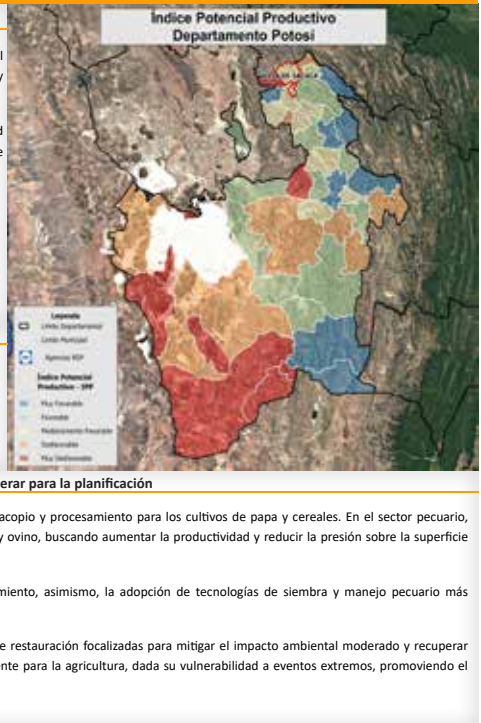 Índice Potencial Productivo
Departamento Potosí
l
y
d
e
Leyenda
Límite Departamental
Límite Municipal
Agencias BDP
Índice Potencial
Productivo - IPP
Muy Favorable
Favorable
Medianamente Favorable
Desfavorable
Muy Desfavorable
erar para la planificación
acopio y procesamiento para los cultivos de papa y cereales. En el sector pecuario,
y ovino, buscando aumentar la productividad y reducir la presión sobre la superficie
miento, asimismo, la adopción de tecnologías de siembra y manejo pecuario más
e restauración focalizadas para mitigar el impacto ambiental moderado y recuperar
ente para la agricultura, dada su vulnerabilidad a eventos extremos, promoviendo el